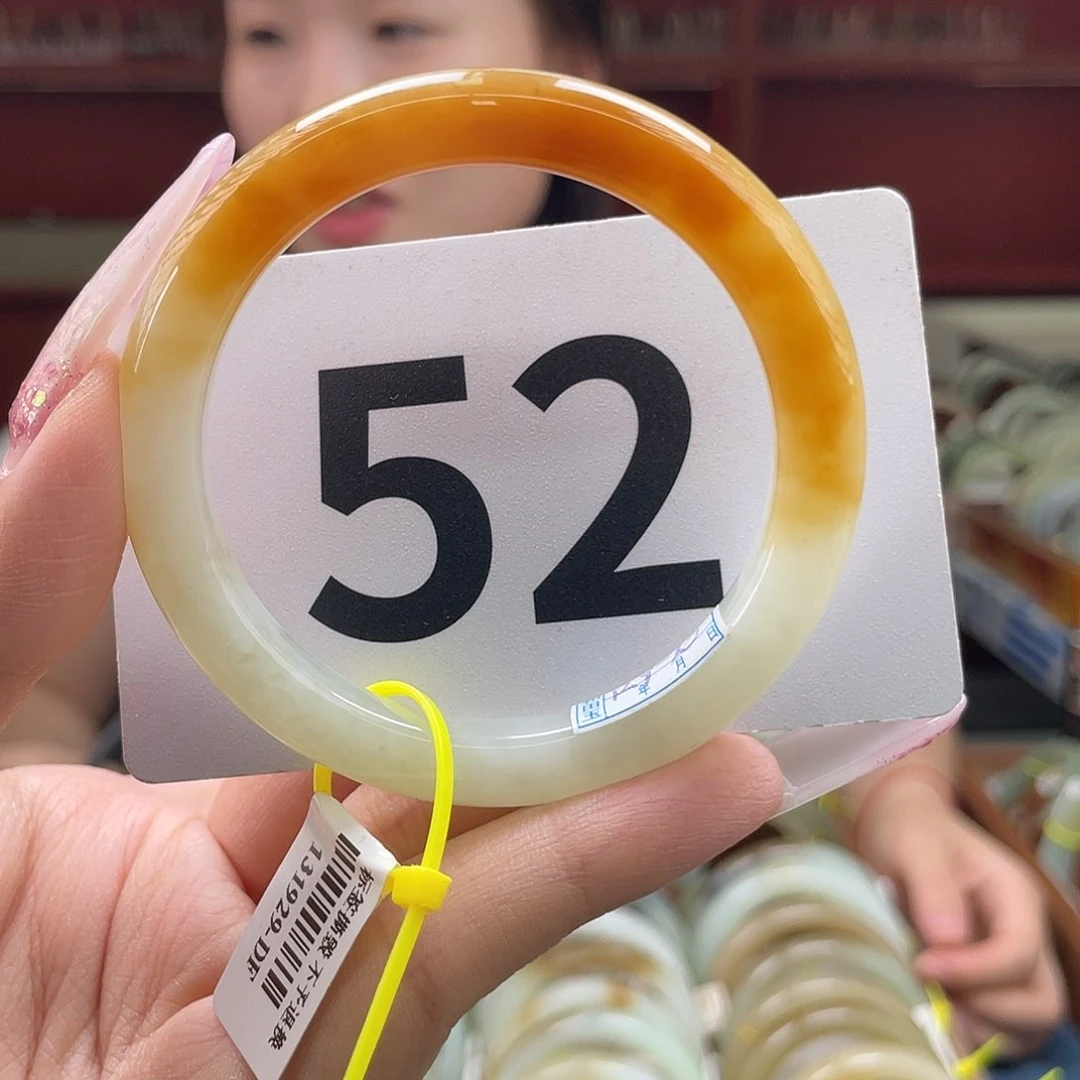 52
年 月 日
131929-DF
标签撕毁 不予退换